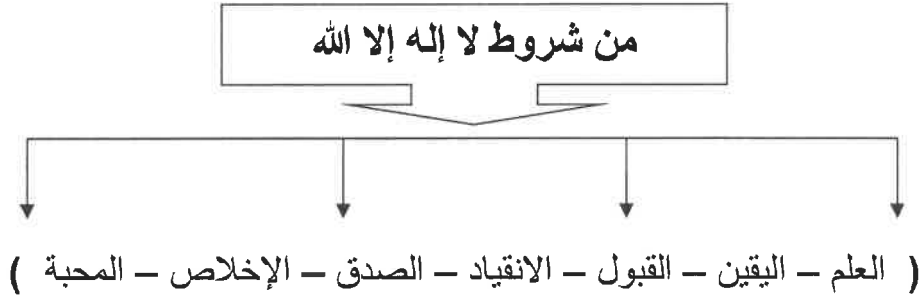 من شروط لا إله إلا الله
( العلم – اليقين – القبول – الانقياد – الصدق – الإخلاص – المحبة )